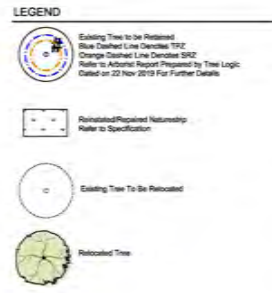 LEGEND
Existing Tree to be Retained
Blue Dashed Line Denotes TPZ
Orange Dashed Line Denotes SRZ
Refer to Arborist Report Prepared by Tree Logic
Dated on 22 Nov 2019 For Further Details
Reinstated/Repaired Naturestrip
Refer to Specification
Existing Tree To Be Relocated
Relocated Tree